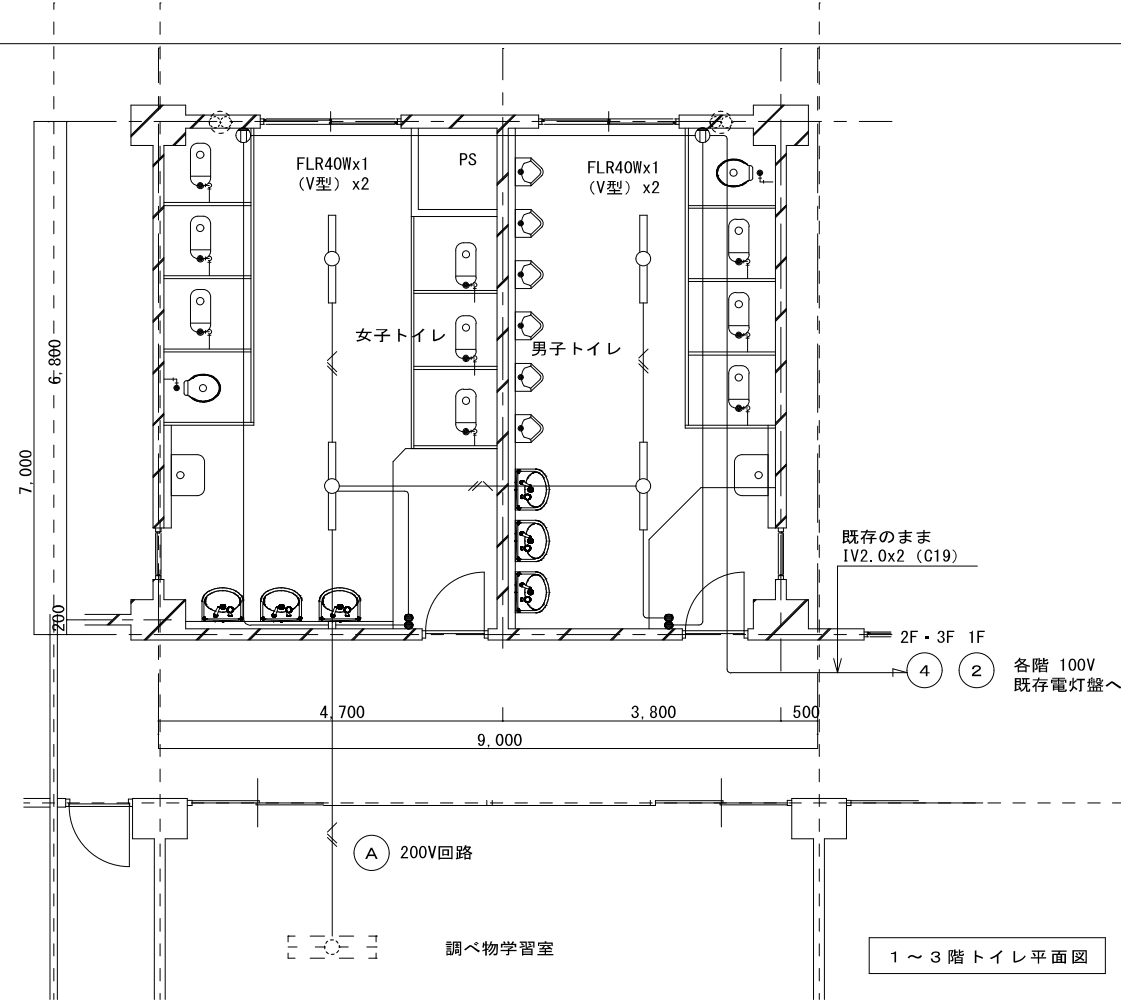 FLR40Wx1
(V型) x2
PS
FLR40Wx1
(V型) x2
女子トイレ
男子トイレ
6,800
7,000
200
既存のまま
IV2.0x2 (C19)
2F・3F 1F
4 2
各階 100V
既存電灯盤へ
4,700
3,800
500
9,000
A 200V回路
調べ物学習室
1～3階トイレ平面図